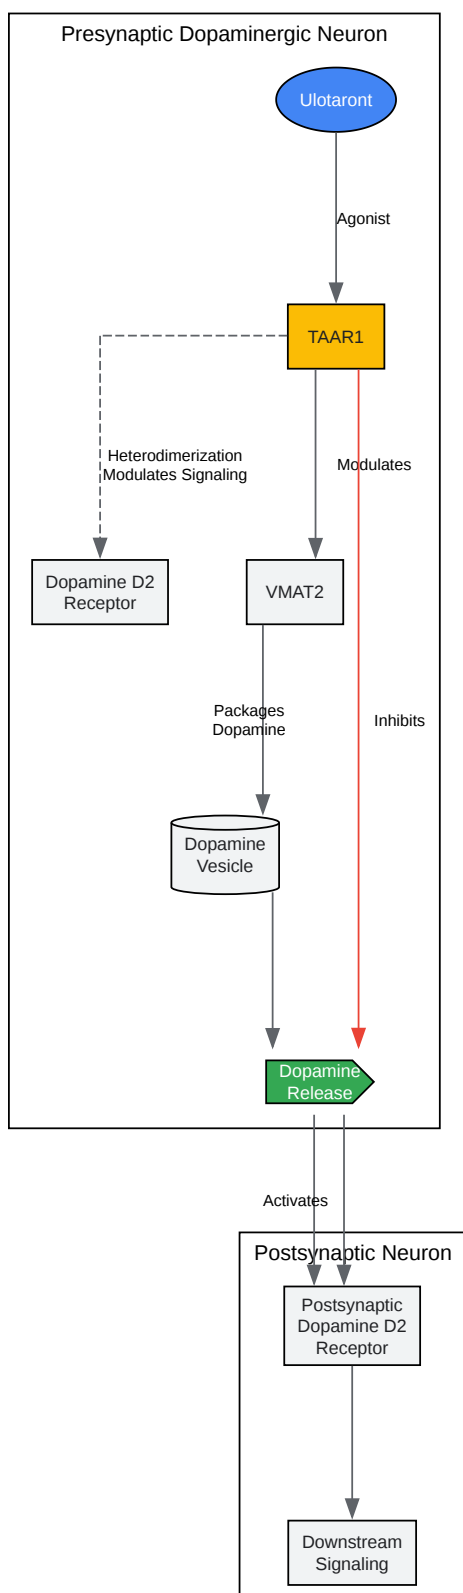 Presynaptic Dopaminergic Neuron
Ulotaront
Agonist
TAAR1
Heterodimerization
Modulates Signaling
Modulates
Dopamine D2
Receptor
VMAT2
Packages
Dopamine
Inhibits
Dopamine
Vesicle
Dopamine
Release
Activates
Postsynaptic Neuron
Postsynaptic
Dopamine D2
Receptor
Downstream
Signaling